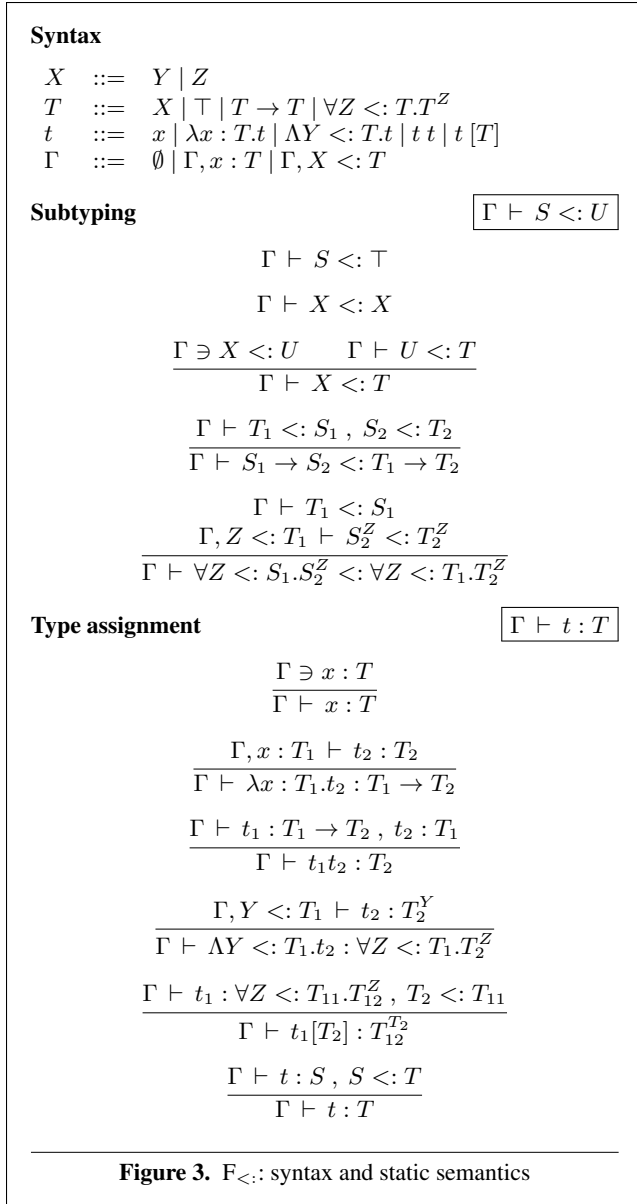 Syntax
X ::= Y | Z
T ::= X | ⊤ | T → T | ∀Z <: T.T^Z
t ::= x | λx : T.t | ΛY <: T.t | t t | t [T]
Γ ::= ∅ | Γ, x : T | Γ, X <: T
Subtyping Γ ⊢ S <: U
Γ ⊢ S <: ⊤
Γ ⊢ X <: X
Γ ∋ X <: U Γ ⊢ U <: T
Γ ⊢ X <: T
Γ ⊢ T₁ <: S₁ , S₂ <: T₂
Γ ⊢ S₁ → S₂ <: T₁ → T₂
Γ ⊢ T₁ <: S₁
Γ, Z <: T₁ ⊢ S₂^Z <: T₂^Z
Γ ⊢ ∀Z <: S₁.S₂^Z <: ∀Z <: T₁.T₂^Z
Type assignment Γ ⊢ t : T
Γ ∋ x : T
Γ ⊢ x : T
Γ, x : T₁ ⊢ t₂ : T₂
Γ ⊢ λx : T₁.t₂ : T₁ → T₂
Γ ⊢ t₁ : T₁ → T₂ , t₂ : T₁
Γ ⊢ t₁t₂ : T₂
Γ, Y <: T₁ ⊢ t₂ : T₂^Y
Γ ⊢ ΛY <: T₁.t₂ : ∀Z <: T₁.T₂^Z
Γ ⊢ t₁ : ∀Z <: T₁₁.T₁₂^Z , T₂ <: T₁₁
Γ ⊢ t₁[T₂] : T₁₂^T₂
Γ ⊢ t : S , S <: T
Γ ⊢ t : T
Figure 3. F<:: syntax and static semantics